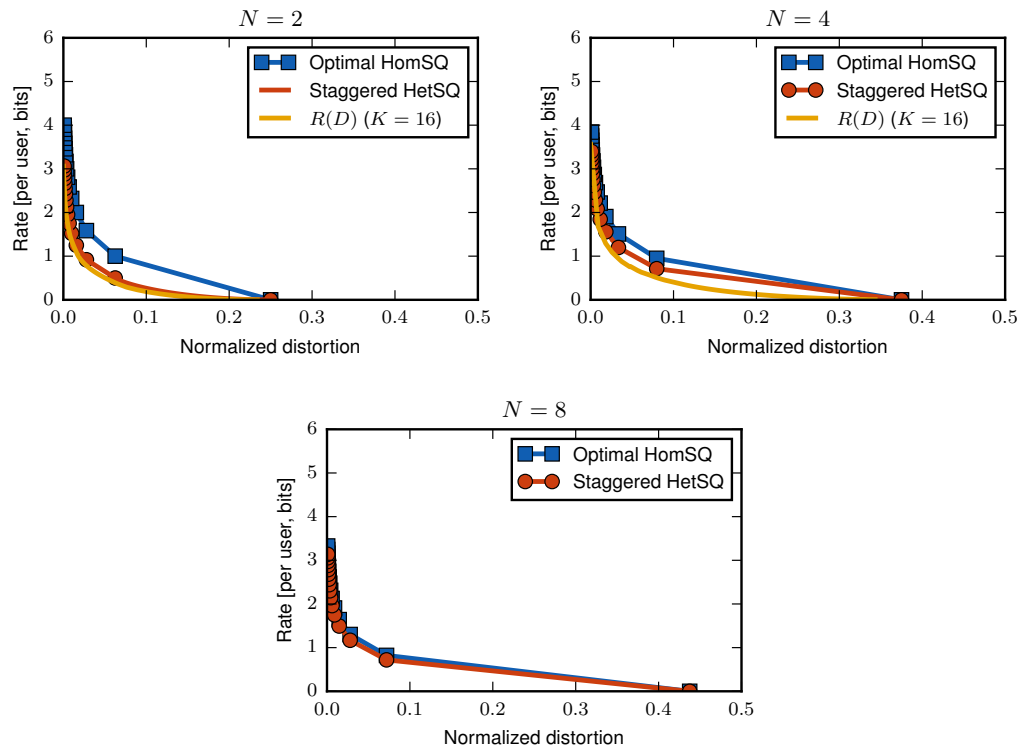 N = 2
6
5
4
3
2
1
0
Rate [per user, bits]
0.0 0.1 0.2 0.3 0.4 0.5
Normalized distortion
Optimal HomSQ
Staggered HetSQ
R(D) (K = 16)
N = 4
6
5
4
3
2
1
0
Rate [per user, bits]
0.0 0.1 0.2 0.3 0.4 0.5
Normalized distortion
Optimal HomSQ
Staggered HetSQ
R(D) (K = 16)
N = 8
6
5
4
3
2
1
0
Rate [per user, bits]
0.0 0.1 0.2 0.3 0.4 0.5
Normalized distortion
Optimal HomSQ
Staggered HetSQ